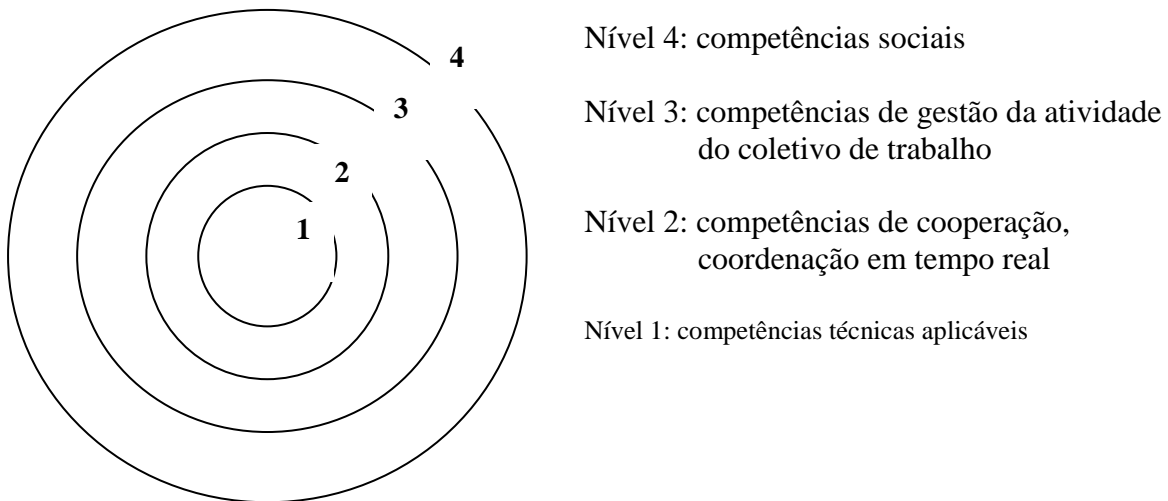 4
3
2
1
Nível 4: competências sociais
Nível 3: competências de gestão da atividade
do coletivo de trabalho
Nível 2: competências de cooperação,
coordenação em tempo real
Nível 1: competências técnicas aplicáveis